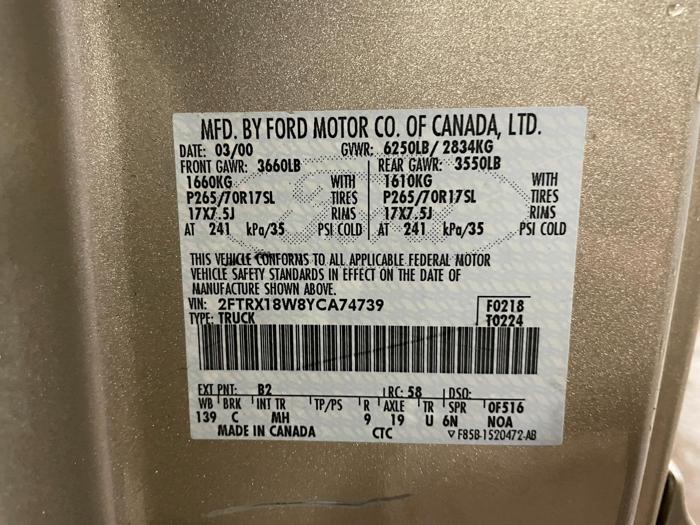 MFD. BY FORD MOTOR CO. OF CANADA, LTD.
DATE: 03/00 GVWR: 6250LB/ 2834KG
FRONT GAWR: 3660LB REAR GAWR: 3550LB
1660KG WITH 1610KG WITH
P265/70R17SL TIRES P265/70R17SL TIRES
17X7.5J RIMS 17X7.5J RIMS
AT 241 kPa/35 PSI COLD AT 241 kPa/35 PSI COLD
THIS VEHICLE CONFORMS TO ALL APPLICABLE FEDERAL MOTOR
VEHICLE SAFETY STANDARDS IN EFFECT ON THE DATE OF
MANUFACTURE SHOWN ABOVE.
VIN: 2FTRX18W8YCA74739 F0218
TYPE: TRUCK T0224
EXT PNT: B2 RC: 58 DSO:
WB BRK INT TR TP/PS R AXLE TR SPR 0F516
139 C MH 9 19 U 6N NOA
MADE IN CANADA CTC ▽ F85B-1520472-AB